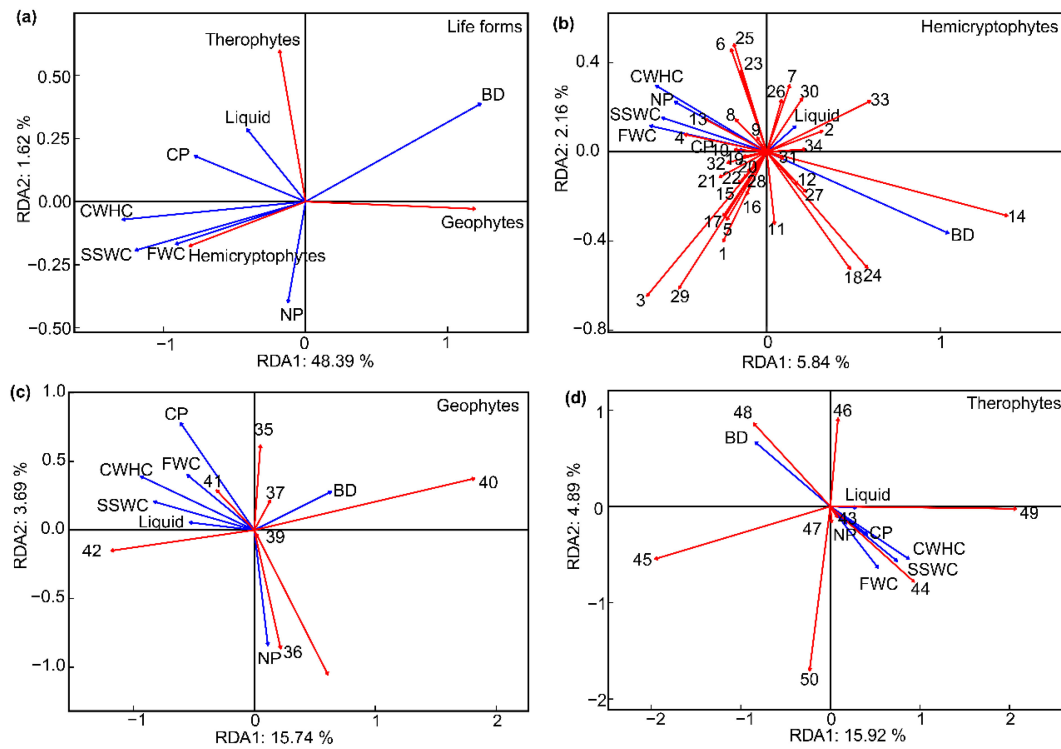 (a)
Life forms
Therophytes
BD
Liquid
CP
CWHC
SSWC
FWC
Hemicryptophytes
Geophytes
NP
0.50
0.25
0.00
−0.25
−0.50
−1
0
1
RDA1: 48.39 %
RDA2: 1.62 %
(b)
Hemicryptophytes
25
6
23
CWHC
NP
SSWC
FWC
7
26
30
33
Liquid
8
13
9
2
4
CP
10
34
19
31
32
20
21
22
28
12
27
15
16
14
17
5
11
BD
1
18
24
3
29
0.4
0.0
−0.4
−0.8
0
1
RDA1: 5.84 %
RDA2: 2.16 %
(c)
Geophytes
CP
35
CWHC
FWC
41
37
BD
40
SSWC
Liquid
39
42
NP
36
1.0
0.5
0.0
−0.5
−1.0
−1
0
1
2
RDA1: 15.74 %
RDA2: 3.69 %
(d)
Therophytes
48
46
BD
Liquid
43
49
47
NP
CP
CWHC
SSWC
FWC
44
45
50
1
0
−1
−2
−2
−1
0
1
2
RDA1: 15.92 %
RDA2: 4.89 %